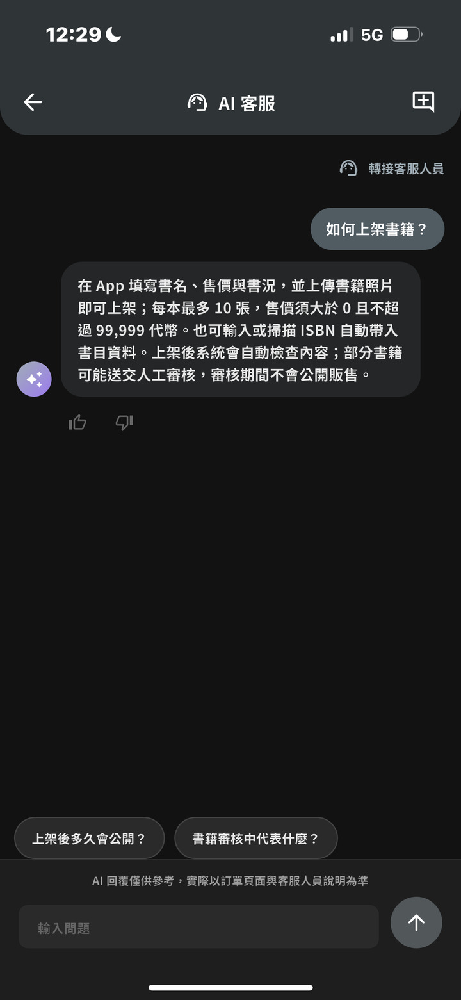 12:29
5G
AI 客服
轉接客服人員
如何上架書籍？
在 App 填寫書名、售價與書況，並上傳書籍照片
即可上架；每本最多 10 張，售價須大於 0 且不超
過 99,999 代幣。也可輸入或掃描 ISBN 自動帶入
書目資料。上架後系統會自動檢查內容；部分書籍
可能送交人工審核，審核期間不會公開販售。
上架後多久會公開？
書籍審核中代表什麼？
AI 回覆僅供參考，實際以訂單頁面與客服人員說明為準
輸入問題